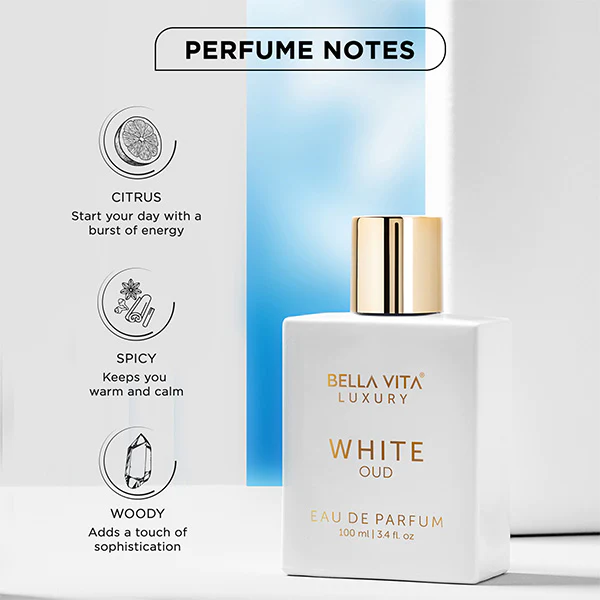 PERFUME NOTES
CITRUS
Start your day with a
burst of energy
SPICY
Keeps you
warm and calm
WOODY
Adds a touch of
sophistication
BELLA VITA®
LUXURY
WHITE
OUD
EAU DE PARFUM
100 ml | 3.4 fl. oz